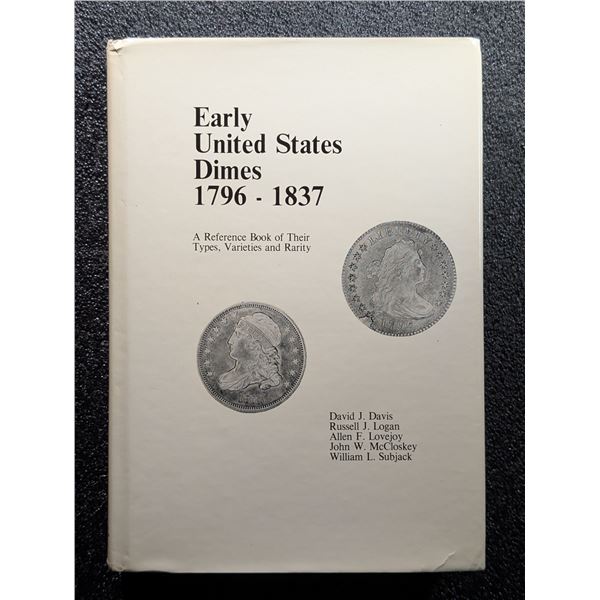 Early
United States
Dimes
1796 - 1837
A Reference Book of Their
Types, Varieties and Rarity
David J. Davis
Russell J. Logan
Allen F. Lovejoy
John W. McCloskey
William L. Subjack